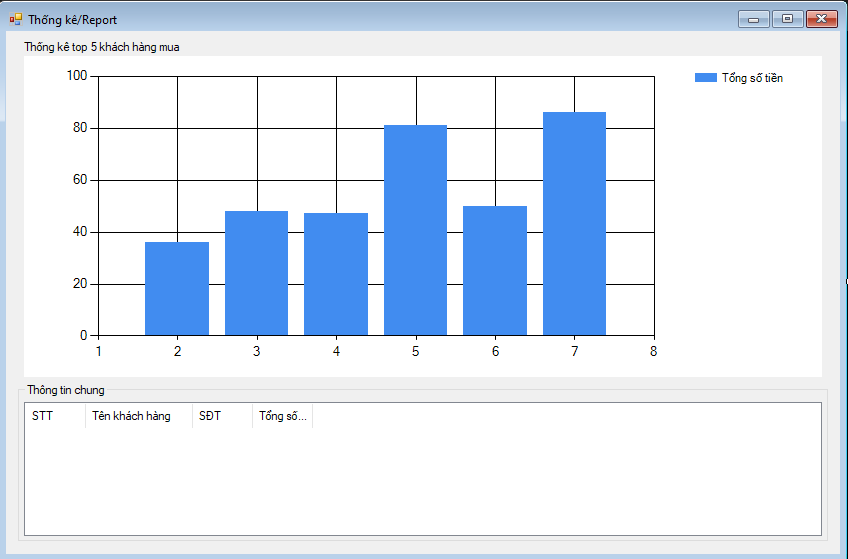 Thống kê/Report
Thống kê top 5 khách hàng mua
100
80
60
40
20
0
1 2 3 4 5 6 7 8
Tổng số tiền
Thông tin chung
STT Tên khách hàng SĐT Tổng số...